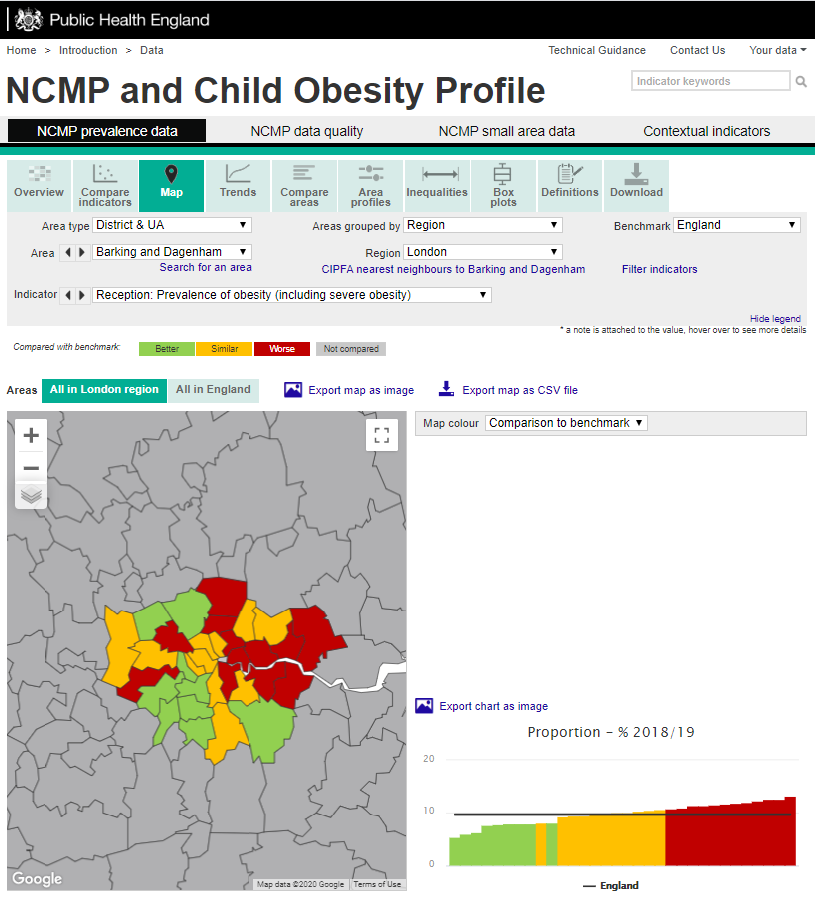 Public Health England
Home > Introduction > Data Technical Guidance Contact Us Your data
NCMP and Child Obesity Profile
Indicator keywords
NCMP prevalence data NCMP data quality NCMP small area data Contextual indicators
Overview Compare indicators Map Trends Compare areas Area profiles Inequalities Box plots Definitions Download
Area type District & UA Areas grouped by Region Benchmark England
Area Barking and Dagenham Region London
Search for an area CIPFA nearest neighbours to Barking and Dagenham Filter indicators
Indicator Reception: Prevalence of obesity (including severe obesity)
Hide legend
* a note is attached to the value, hover over to see more details
Compared with benchmark: Better Similar Worse Not compared
Areas All in London region All in England Export map as image Export map as CSV file
Map colour Comparison to benchmark
Export chart as image
Proportion - % 2018/19
20
10
0
England
Google Map data ©2020 Google Terms of Use